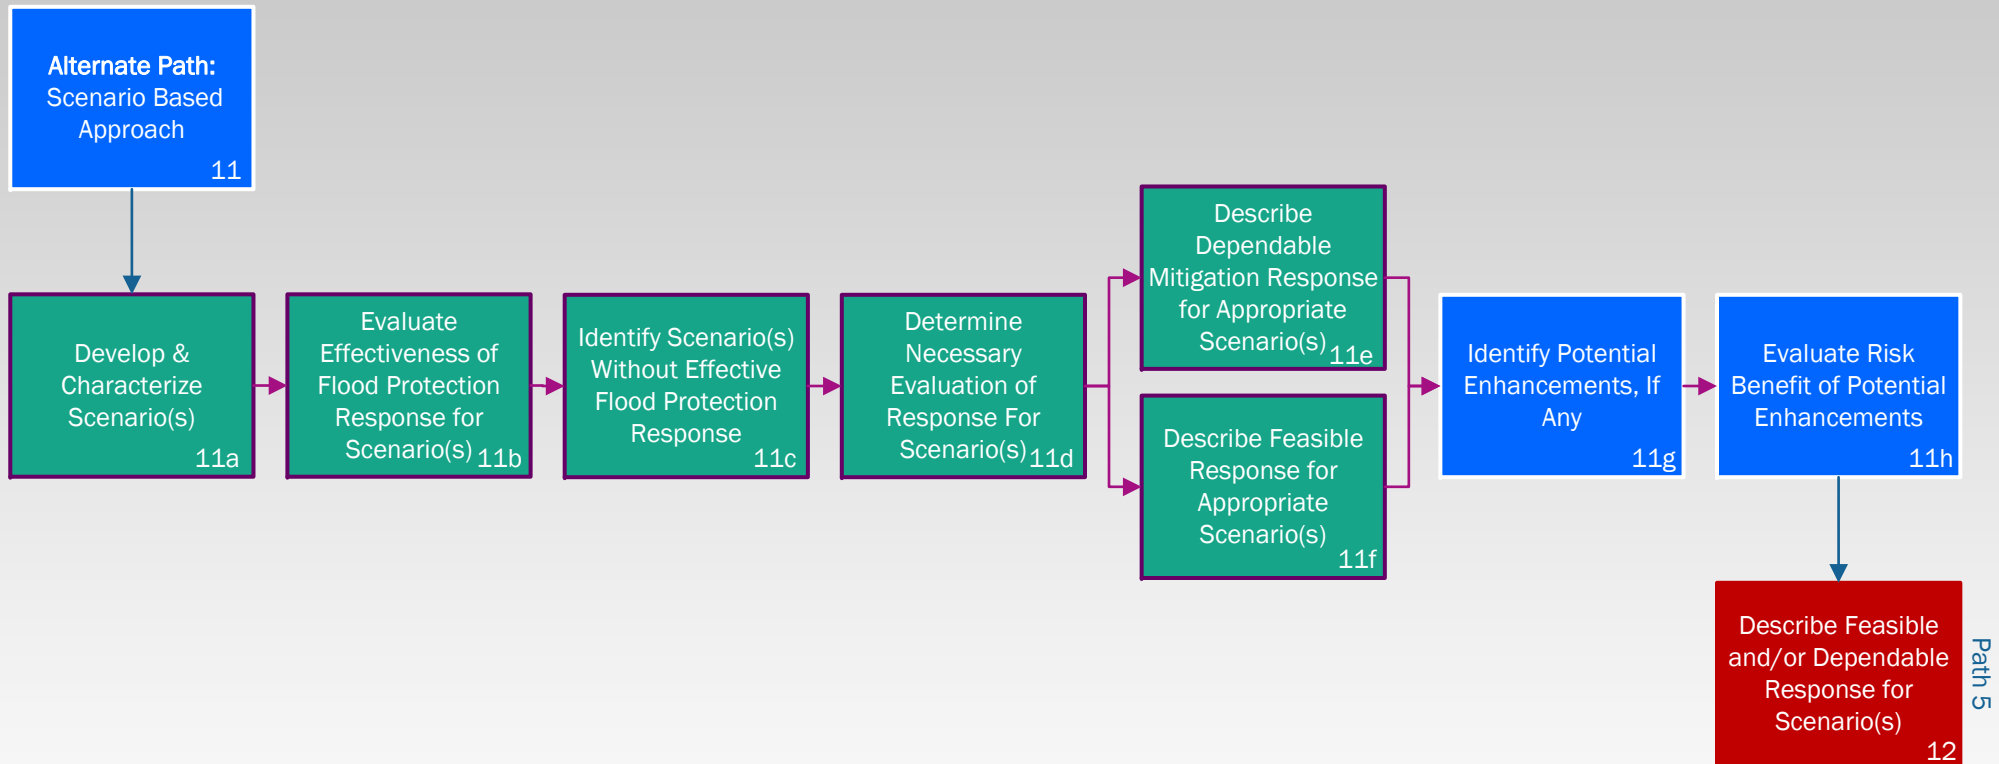 Alternate Path:
Scenario Based
Approach
11
Develop &
Characterize
Scenario(s)
11a
Evaluate
Effectiveness of
Flood Protection
Response for
Scenario(s)
11b
Identify Scenario(s)
Without Effective
Flood Protection
Response
11c
Determine
Necessary
Evaluation of
Response For
Scenario(s)
11d
Describe
Dependable
Mitigation Response
for Appropriate
Scenario(s)
11e
Describe Feasible
Response for
Appropriate
Scenario(s)
11f
Identify Potential
Enhancements, If
Any
11g
Evaluate Risk
Benefit of Potential
Enhancements
11h
Describe Feasible
and/or Dependable
Response for
Scenario(s)
12
Path 5